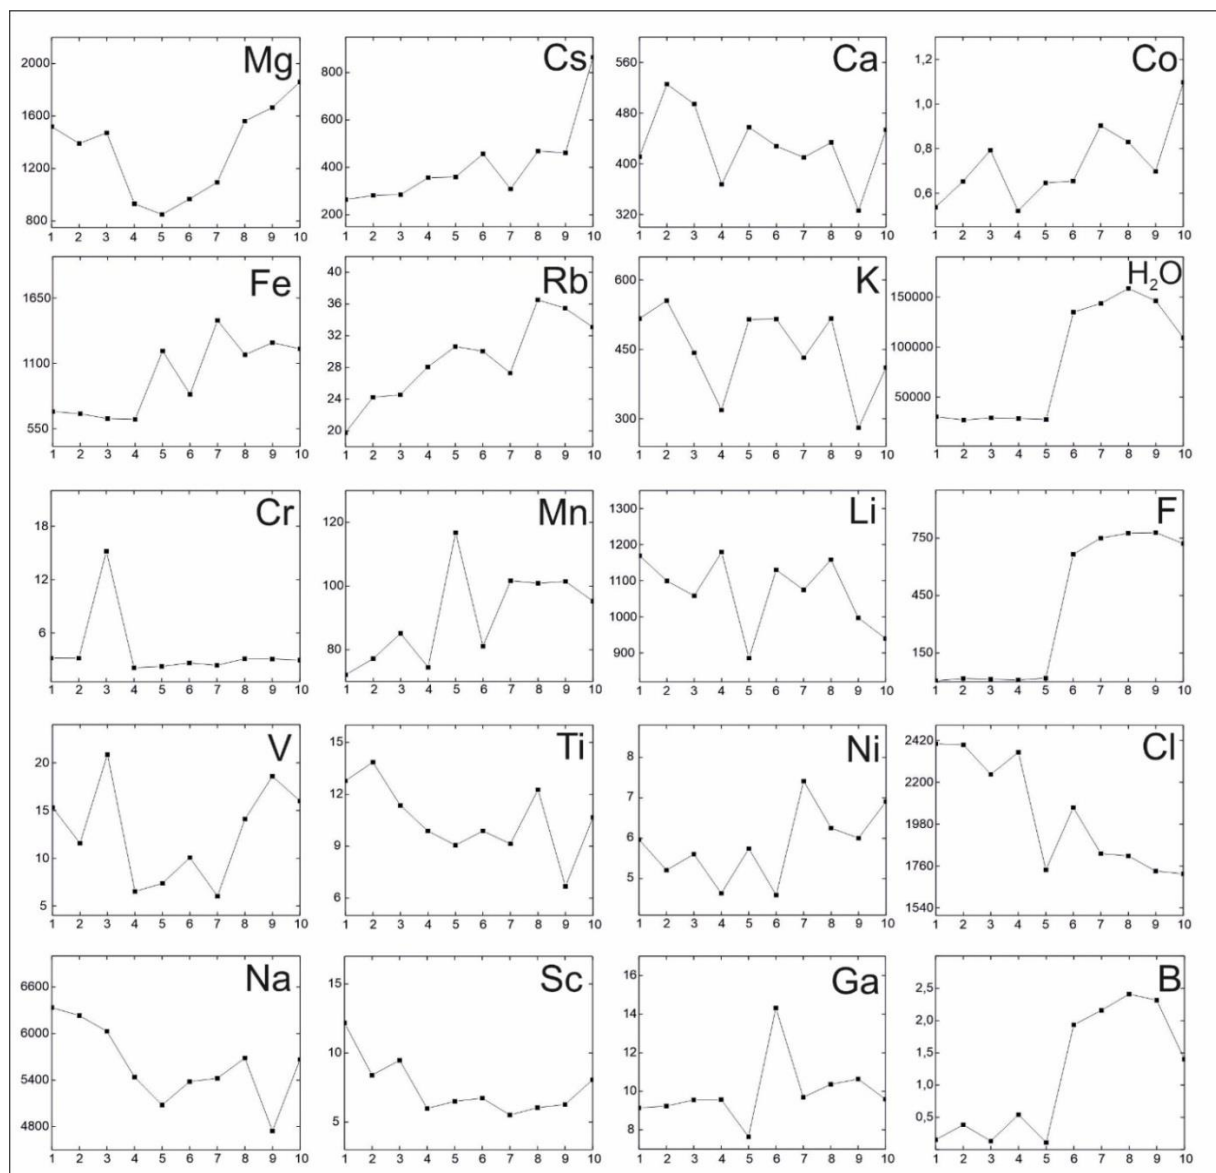 Mg
2000
1600
1200
800
1 2 3 4 5 6 7 8 9 10
Cs
800
600
400
200
1 2 3 4 5 6 7 8 9 10
Ca
560
480
400
320
1 2 3 4 5 6 7 8 9 10
Co
1,2
1,0
0,8
0,6
1 2 3 4 5 6 7 8 9 10
Fe
1650
1100
550
1 2 3 4 5 6 7 8 9 10
Rb
40
36
32
28
24
20
1 2 3 4 5 6 7 8 9 10
K
600
450
300
1 2 3 4 5 6 7 8 9 10
H₂O
150000
100000
50000
1 2 3 4 5 6 7 8 9 10
Cr
18
12
6
1 2 3 4 5 6 7 8 9 10
Mn
120
100
80
1 2 3 4 5 6 7 8 9 10
Li
1300
1200
1100
1000
900
1 2 3 4 5 6 7 8 9 10
F
750
450
150
1 2 3 4 5 6 7 8 9 10
V
20
15
10
5
1 2 3 4 5 6 7 8 9 10
Ti
15
12
9
6
1 2 3 4 5 6 7 8 9 10
Ni
8
7
6
5
1 2 3 4 5 6 7 8 9 10
Cl
2420
2200
1980
1760
1540
1 2 3 4 5 6 7 8 9 10
Na
6600
6000
5400
4800
1 2 3 4 5 6 7 8 9 10
Sc
15
10
5
1 2 3 4 5 6 7 8 9 10
Ga
16
14
12
10
8
1 2 3 4 5 6 7 8 9 10
B
2,5
2,0
1,5
1,0
0,5
1 2 3 4 5 6 7 8 9 10